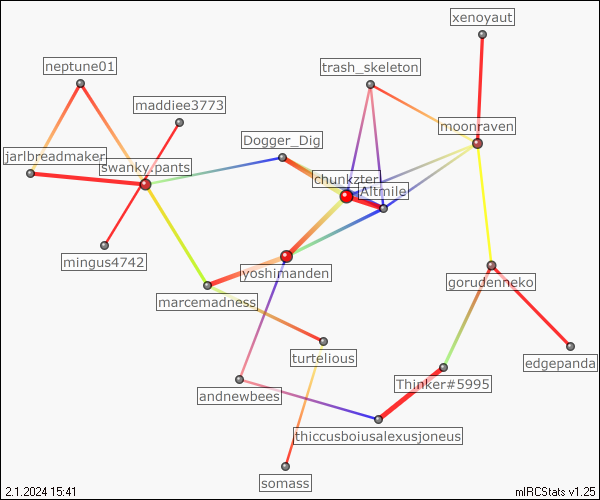 xenoyaut
neptune01
trash_skeleton
maddiee3773
moonraven
Dogger_Dig
jarlbreadmaker
swanky.pants
chunkzter
Altmile
mingus4742
yoshimanden
gorudenneko
marcemadness
turtelious
edgepanda
Thinker#5995
andnewbees
thiccusboiusalexusjoneus
somass
2.1.2024 15:41
mIRCStats v1.25